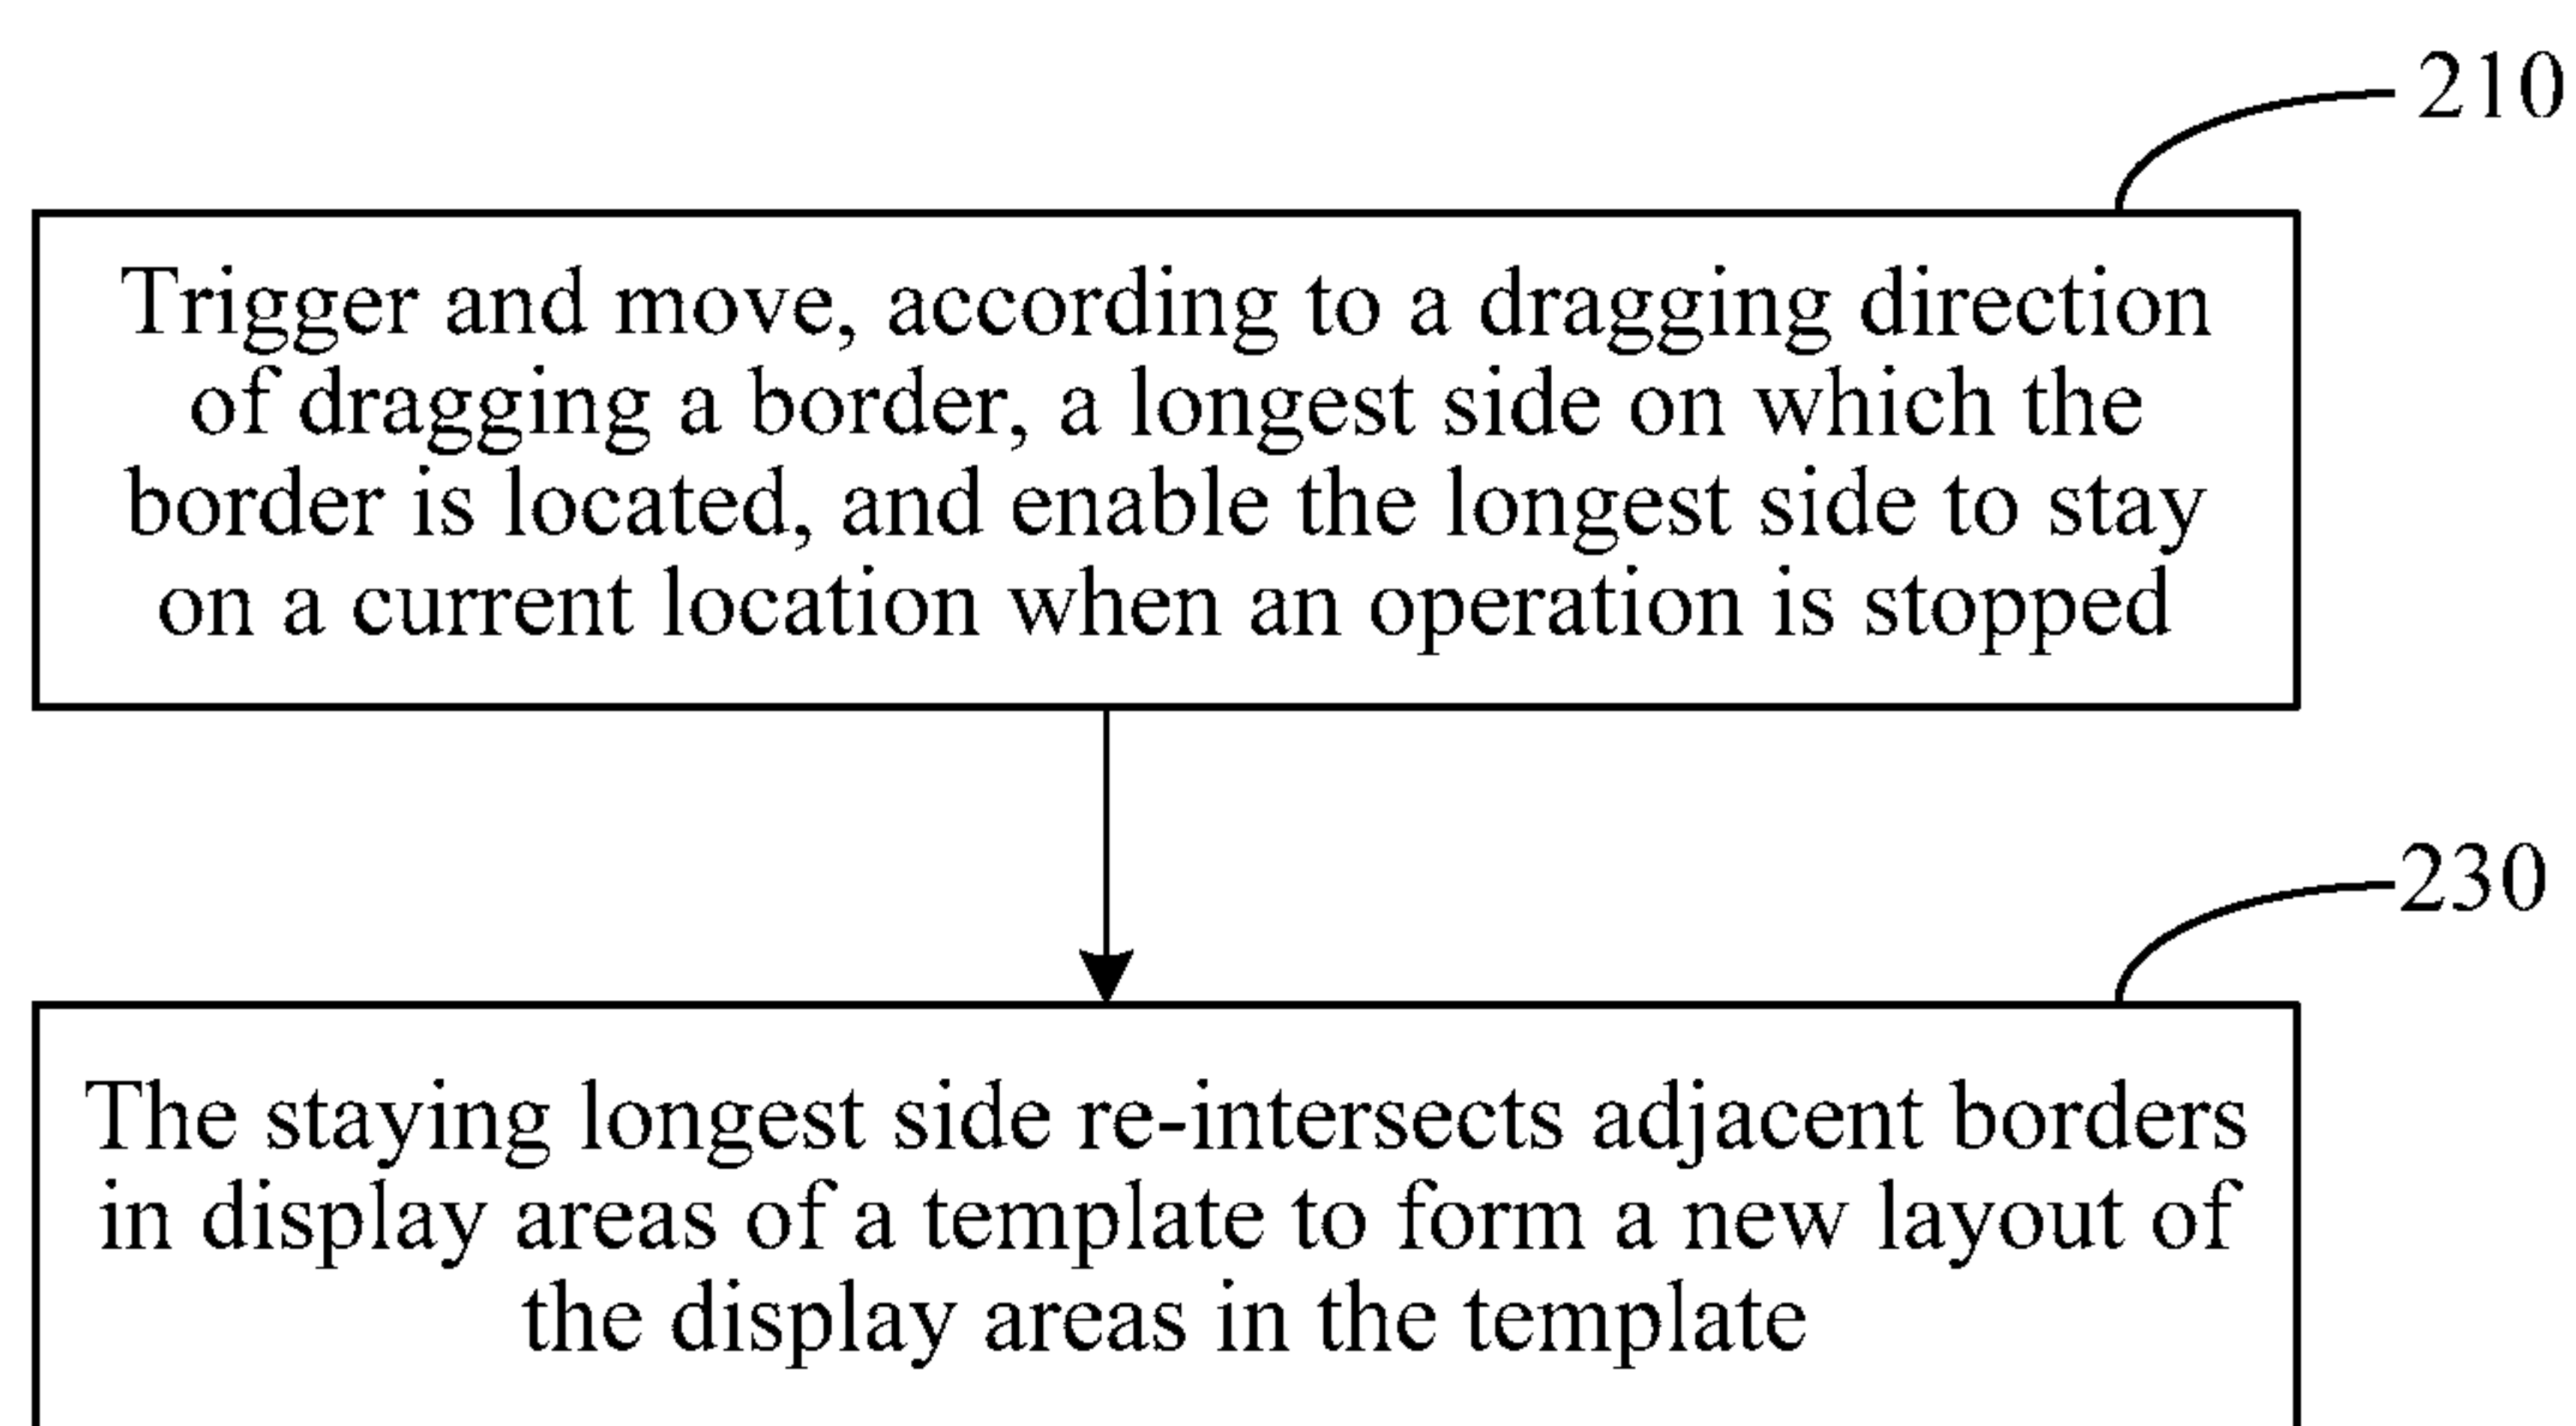 210
Trigger and move, according to a dragging direction
of dragging a border, a longest side on which the
border is located, and enable the longest side to stay
on a current location when an operation is stopped
230
The staying longest side re-intersects adjacent borders
in display areas of a template to form a new layout of
the display areas in the template